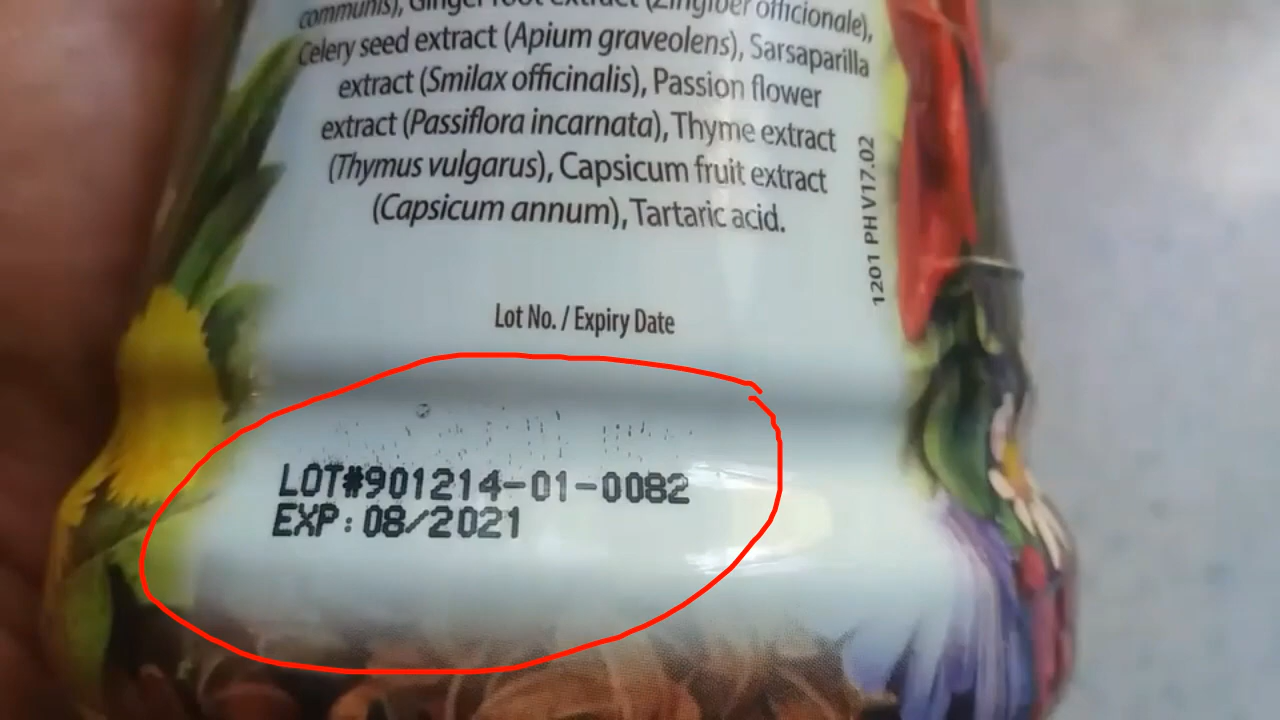 communis), Ginger root extract (Zingiber officionale),
Celery seed extract (Apium graveolens), Sarsaparilla
extract (Smilax officinalis), Passion flower
extract (Passiflora incarnata), Thyme extract
(Thymus vulgarus), Capsicum fruit extract
(Capsicum annum), Tartaric acid.
1201 PH V17.02
Lot No. / Expiry Date
LOT#901214-01-0082
EXP: 08/2021